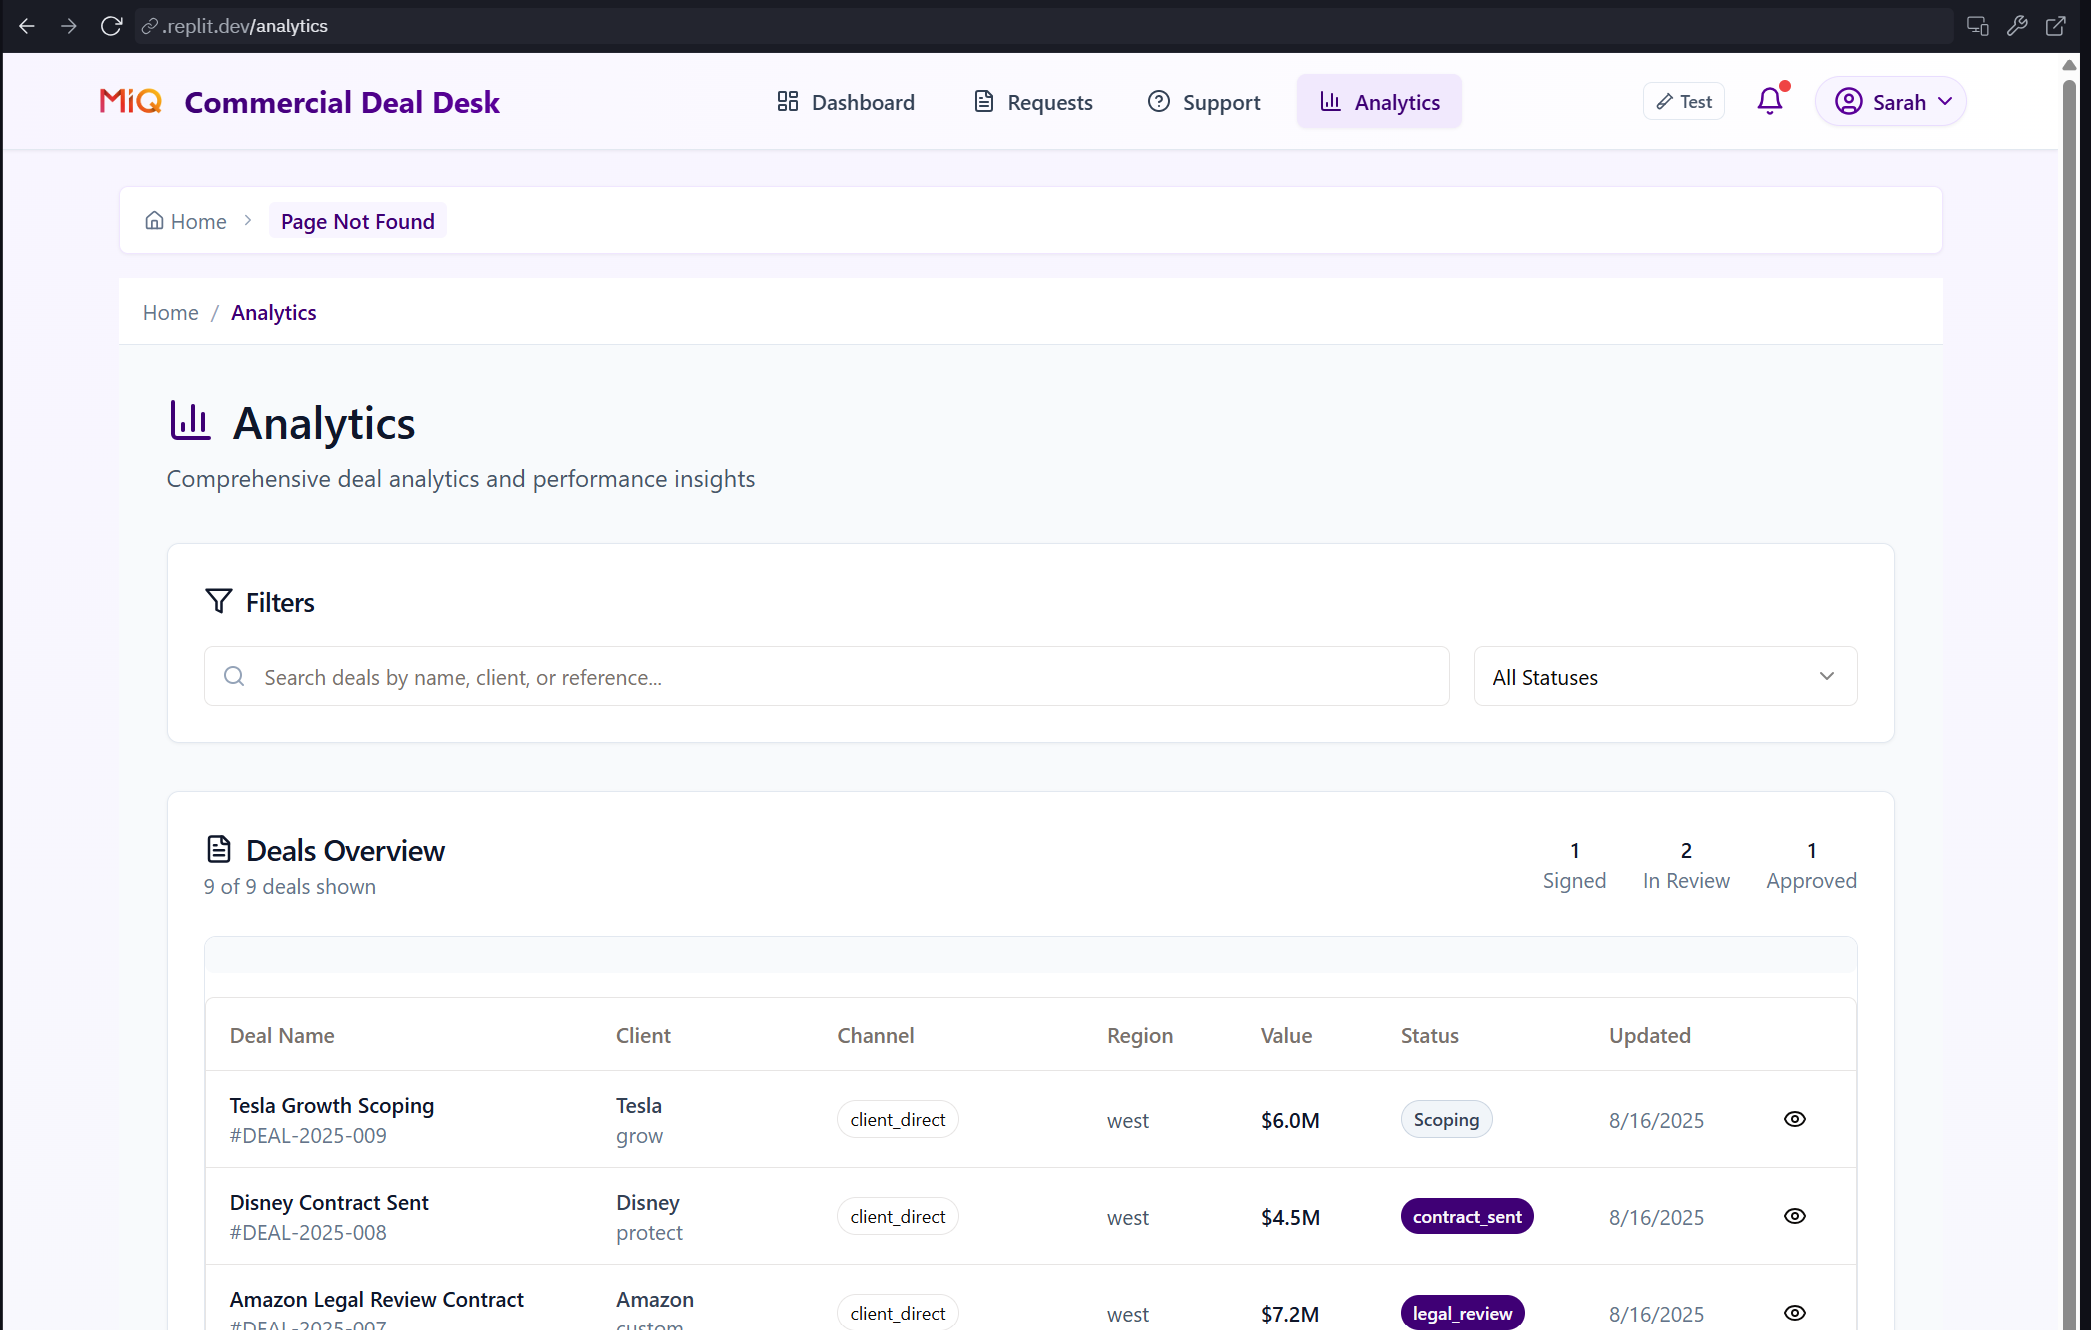 .replit.dev/analytics
MiQ Commercial Deal Desk
Dashboard
Requests
Support
Analytics
Test
Sarah
Home > Page Not Found
Home / Analytics
Analytics
Comprehensive deal analytics and performance insights
Filters
Search deals by name, client, or reference...
All Statuses
Deals Overview
9 of 9 deals shown
1 Signed
2 In Review
1 Approved
Deal Name Client Channel Region Value Status Updated
Tesla Growth Scoping Tesla client_direct west $6.0M Scoping 8/16/2025
#DEAL-2025-009 grow
Disney Contract Sent Disney client_direct west $4.5M contract_sent 8/16/2025
#DEAL-2025-008 protect
Amazon Legal Review Contract Amazon client_direct west $7.2M legal_review 8/16/2025
#DEAL-2025-007 custom